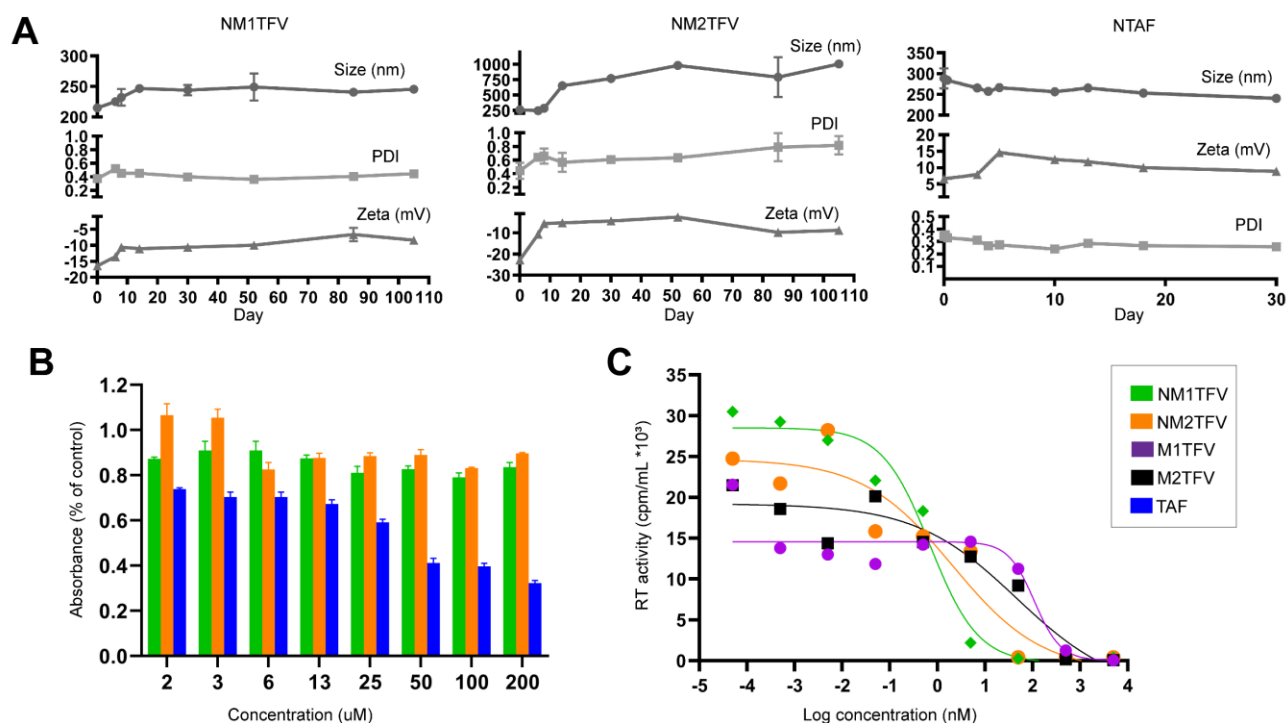 A
NM1TFV
NM2TFV
NTAF
300
250
200
Size (nm)
1.0
0.8
0.6
0.4
0.2
0.0
PDI
-5
-10
-15
-20
Zeta (mV)
0 10 20 30 40 50 60 70 80 90 100 110
Day
1000
750
500
250
Size (nm)
1.0
0.8
0.6
0.4
0.2
PDI
0
-10
-20
-30
Zeta (mV)
0 10 20 30 40 50 60 70 80 90 100 110
Day
350
300
250
200
Size (nm)
20
15
10
5
Zeta (mV)
0.5
0.4
0.3
0.2
0.1
PDI
0 10 20 30
Day
B
Absorbance (% of control)
1.2
1.0
0.8
0.6
0.4
0.2
0.0
2 3 6 13 25 50 100 200
Concentration (uM)
C
RT activity (cpm/mL *10³)
35
30
25
20
15
10
5
0
-5 -4 -3 -2 -1 0 1 2 3 4
Log concentration (nM)
NM1TFV
NM2TFV
M1TFV
M2TFV
TAF